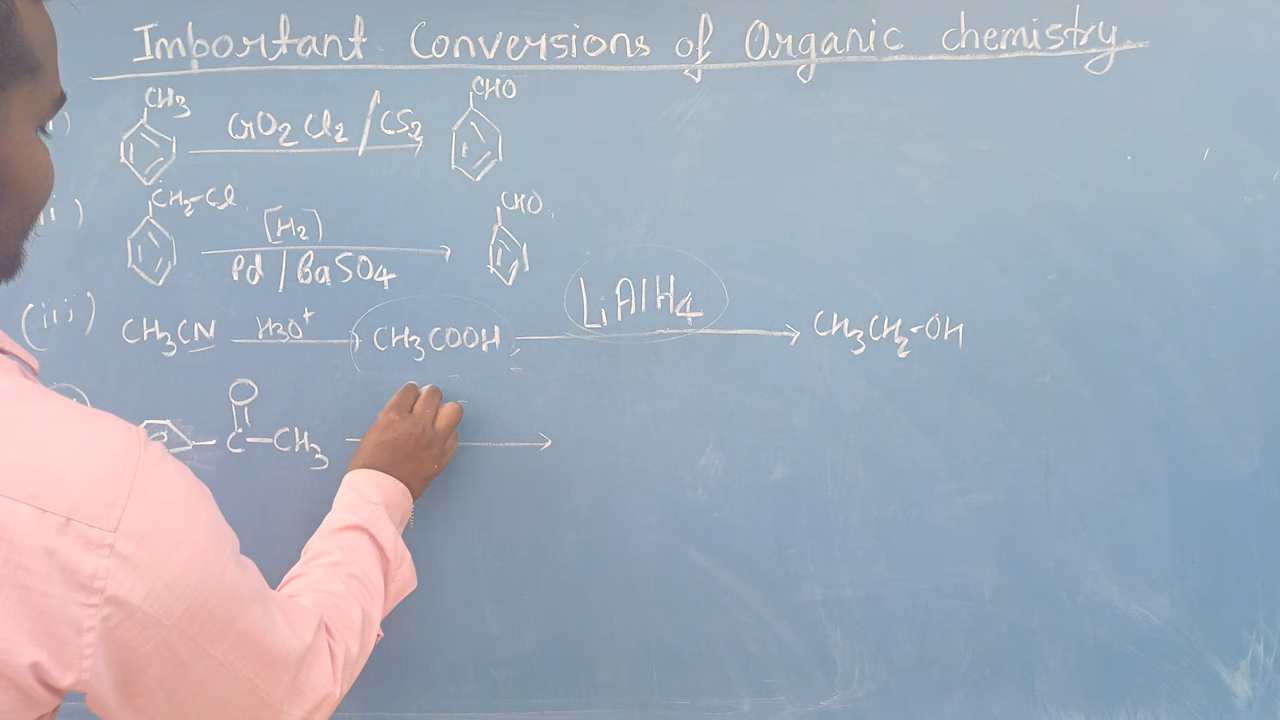 Important Conversions of Organic chemistry
CH3
CrO2Cl2/CS2
CHO
ii)
CH2-Cl
[H2]
Pd/BaSO4
CHO
(iii)
CH3CN
H3O+
CH3COOH
LiAlH4
CH3CH2-OH
O
C-CH3